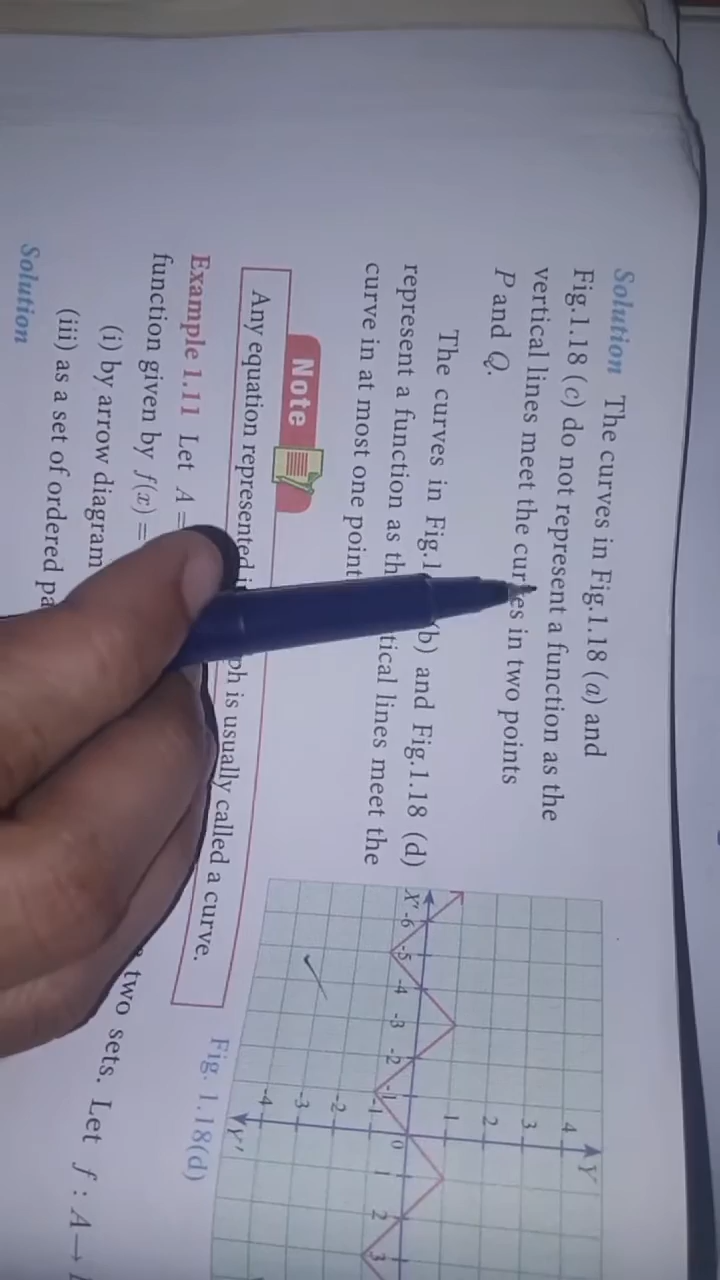 Solution The curves in Fig.1.18 (a) and
Fig.1.18 (c) do not represent a function as the
vertical lines meet the curves in two points
P and Q.
The curves in Fig.1 (b) and Fig.1.18 (d)
represent a function as the tical lines meet the
curve in at most one point
Note
Any equation represented ph is usually called a curve.
Example 1.11 Let A = two sets. Let f : A→
function given by f(x) =
(i) by arrow diagram
(iii) as a set of ordered pa
Solution
Y
4
3
2
1
X' -6 -5 -4 -3 -2 -1 0 1 2 3
-1
-2
-3
-4
Y'
Fig. 1.18(d)